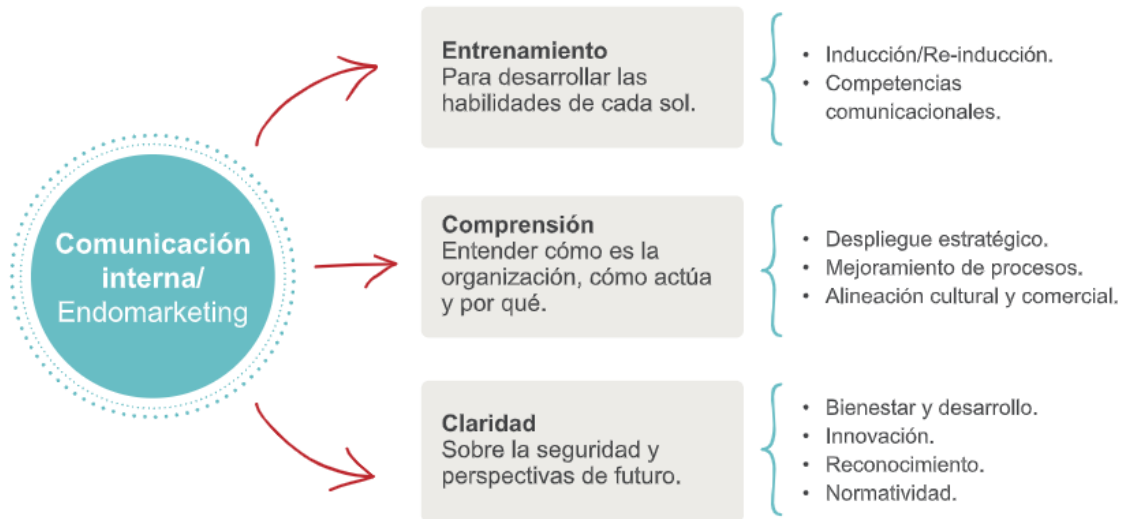 Comunicación
interna/
Endomarketing
Entrenamiento
Para desarrollar las
habilidades de cada sol.
• Inducción/Re-inducción.
• Competencias
comunicacionales.
Comprensión
Entender cómo es la
organización, cómo actúa
y por qué.
• Despliegue estratégico.
• Mejoramiento de procesos.
• Alineación cultural y comercial.
Claridad
Sobre la seguridad y
perspectivas de futuro.
• Bienestar y desarrollo.
• Innovación.
• Reconocimiento.
• Normatividad.